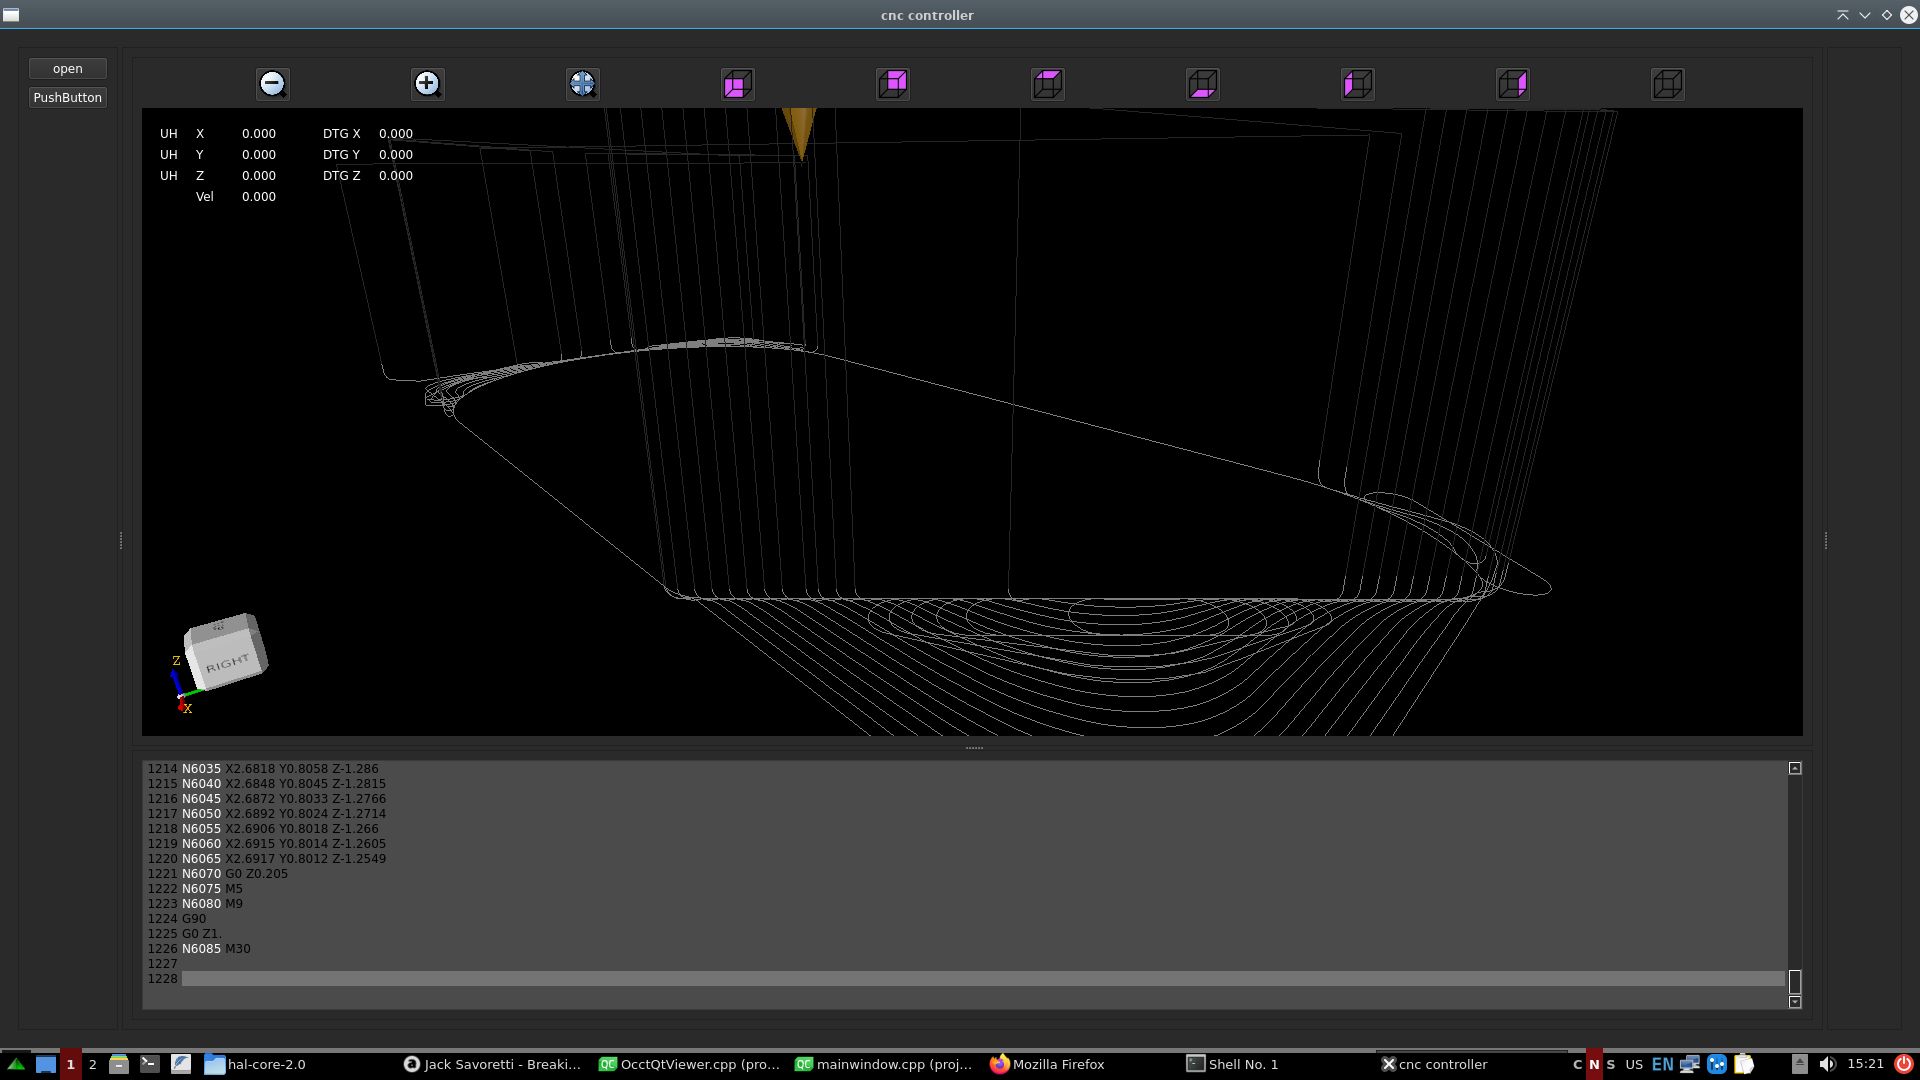 cnc controller
open
PushButton
UH X 0.000 DTG X 0.000
UH Y 0.000 DTG Y 0.000
UH Z 0.000 DTG Z 0.000
Vel 0.000
RIGHT
Z
X
1214 N6035 X2.6818 Y0.8058 Z-1.286
1215 N6040 X2.6848 Y0.8045 Z-1.2815
1216 N6045 X2.6872 Y0.8033 Z-1.2766
1217 N6050 X2.6892 Y0.8024 Z-1.2714
1218 N6055 X2.6906 Y0.8018 Z-1.266
1219 N6060 X2.6915 Y0.8014 Z-1.2605
1220 N6065 X2.6917 Y0.8012 Z-1.2549
1221 N6070 G0 Z0.205
1222 N6075 M5
1223 N6080 M9
1224 G90
1225 G0 Z1.
1226 N6085 M30
1227
1228
1 2 hal-core-2.0 Jack Savoretti - Breaki... QC OcctQtViewer.cpp (pro... QC mainwindow.cpp (proj... Mozilla Firefox Shell No. 1 cnc controller C N S US EN 15:21